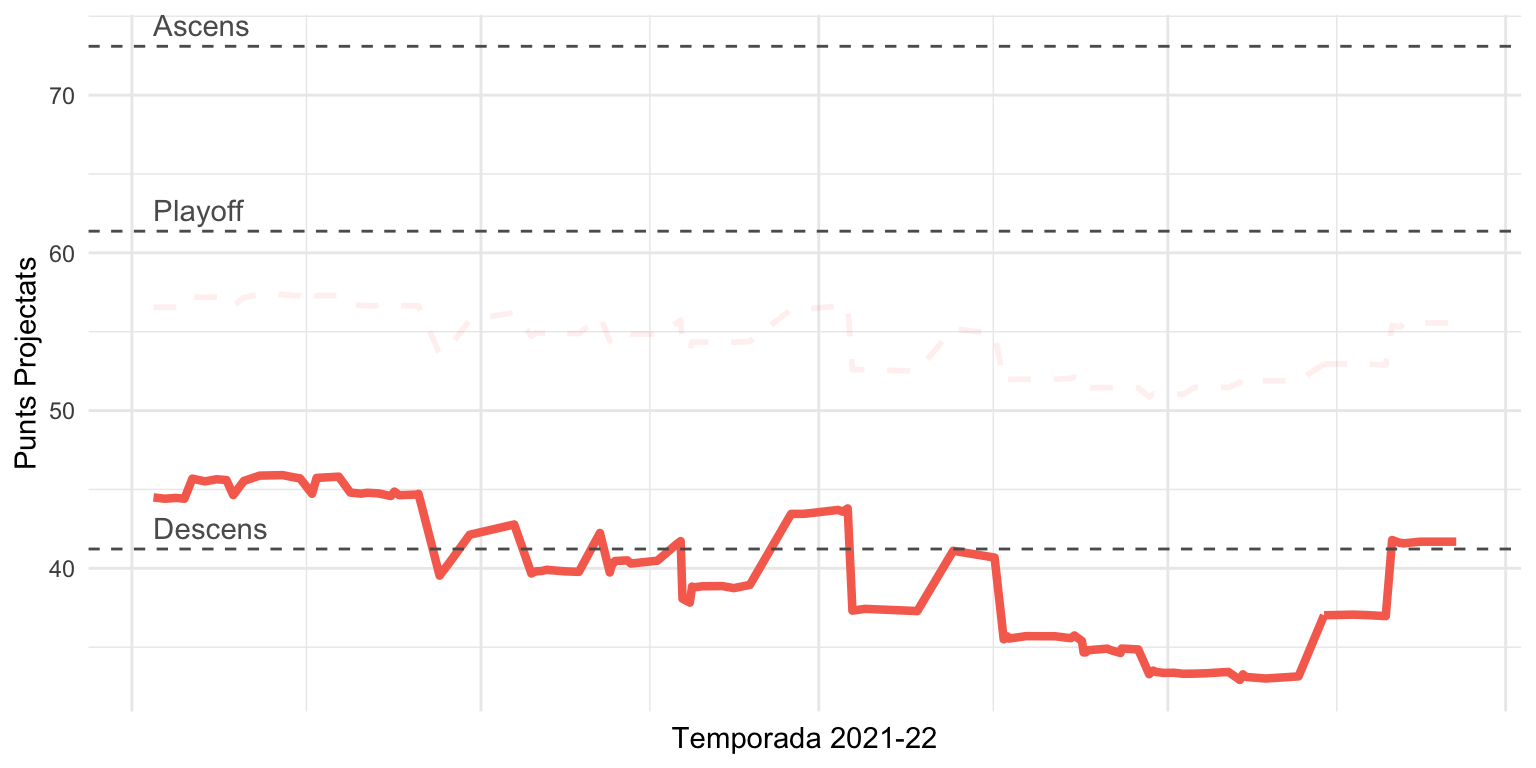 Ascens
70
Playoff
60
50
Descens
40
Punts Projectats
Temporada 2021-22